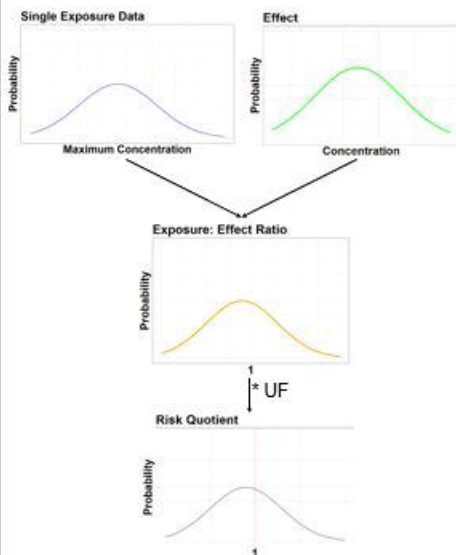 Single Exposure Data
Effect
Probability
Probability
Maximum Concentration
Concentration
Exposure: Effect Ratio
Probability
1
* UF
Risk Quotient
Probability
1